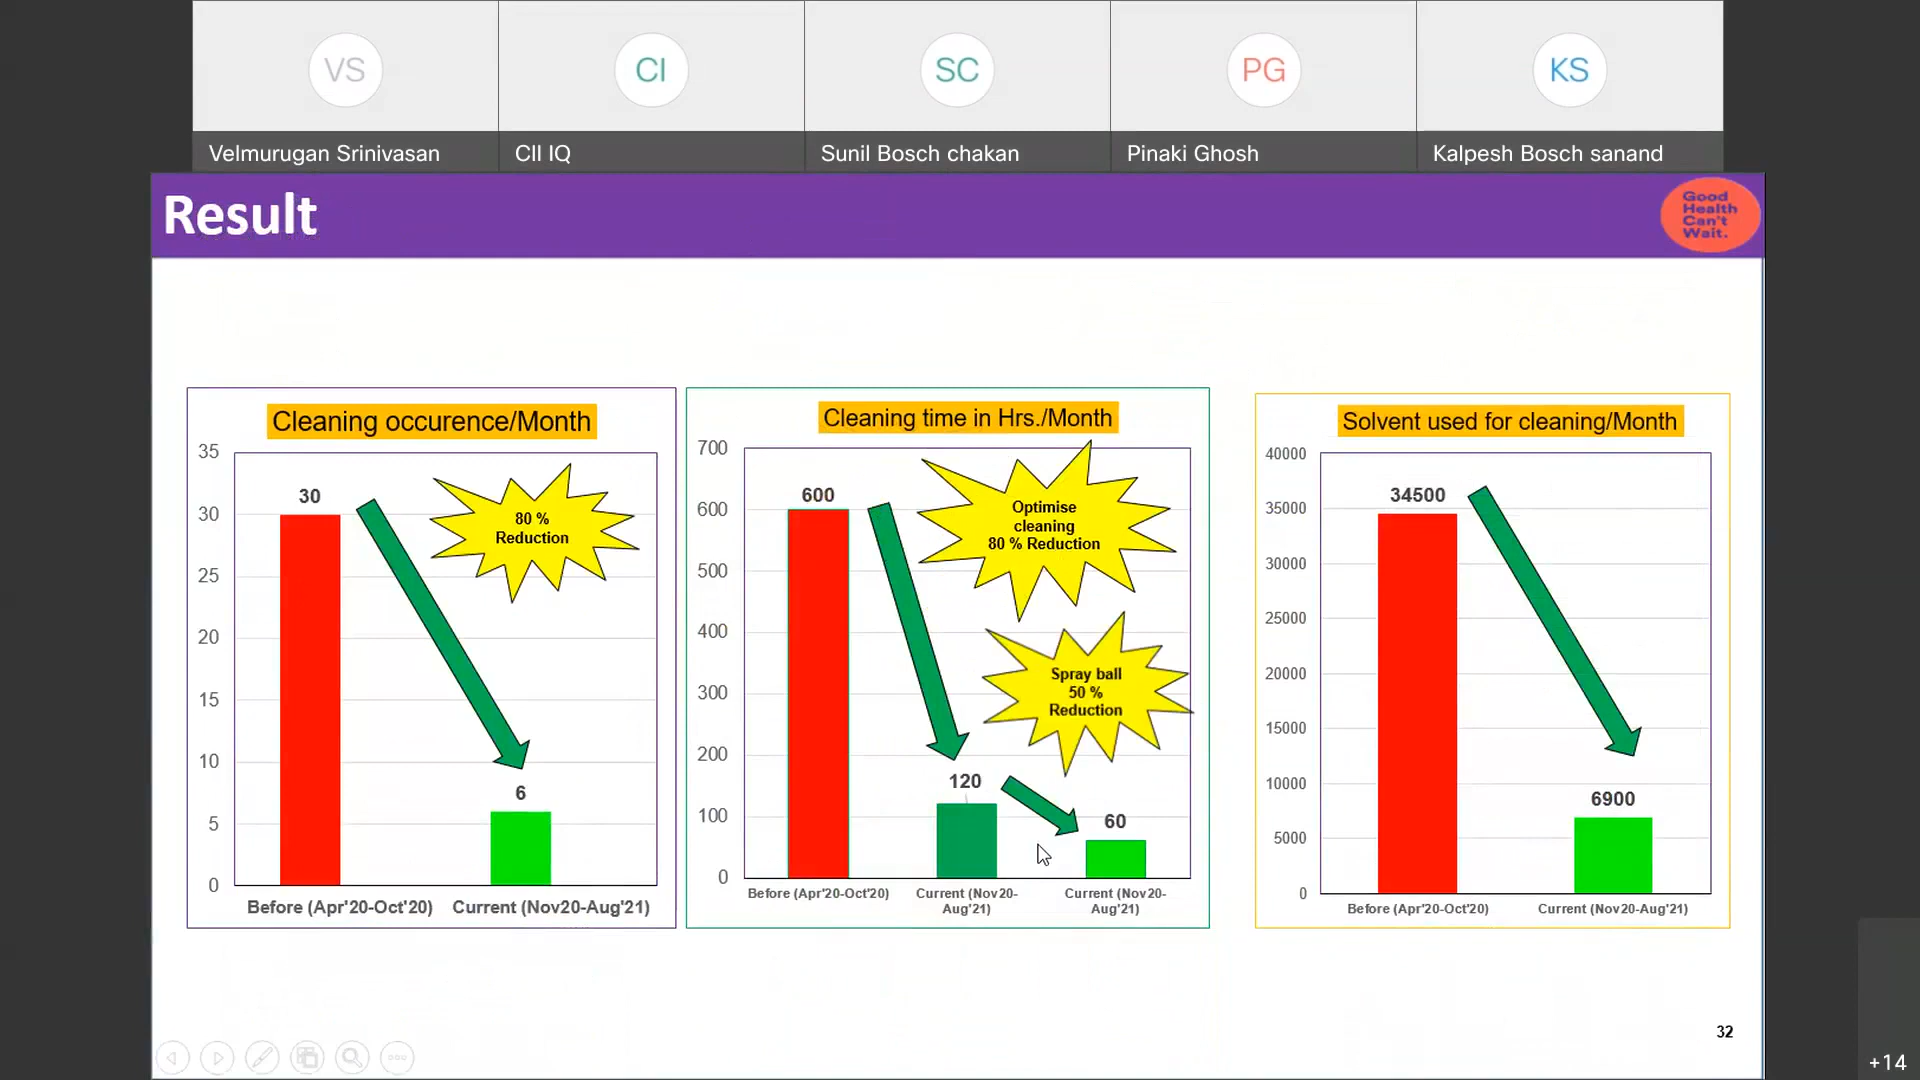 VS
CI
SC
PG
KS
Velmurugan Srinivasan
CII IQ
Sunil Bosch chakan
Pinaki Ghosh
Kalpesh Bosch sanand
Result
Good
Health
Can't
Wait.
Cleaning occurence/Month
35
30
25
20
15
10
5
0
30
80 %
Reduction
6
Before (Apr'20-Oct'20)
Current (Nov20-Aug'21)
Cleaning time in Hrs./Month
700
600
500
400
300
200
100
0
600
Optimise
cleaning
80 % Reduction
Spray ball
50 %
Reduction
120
60
Before (Apr'20-Oct'20)
Current (Nov20-
Aug'21)
Current (Nov20-
Aug'21)
Solvent used for cleaning/Month
40000
35000
30000
25000
20000
15000
10000
5000
0
34500
6900
Before (Apr'20-Oct'20)
Current (Nov20-Aug'21)
32
+14